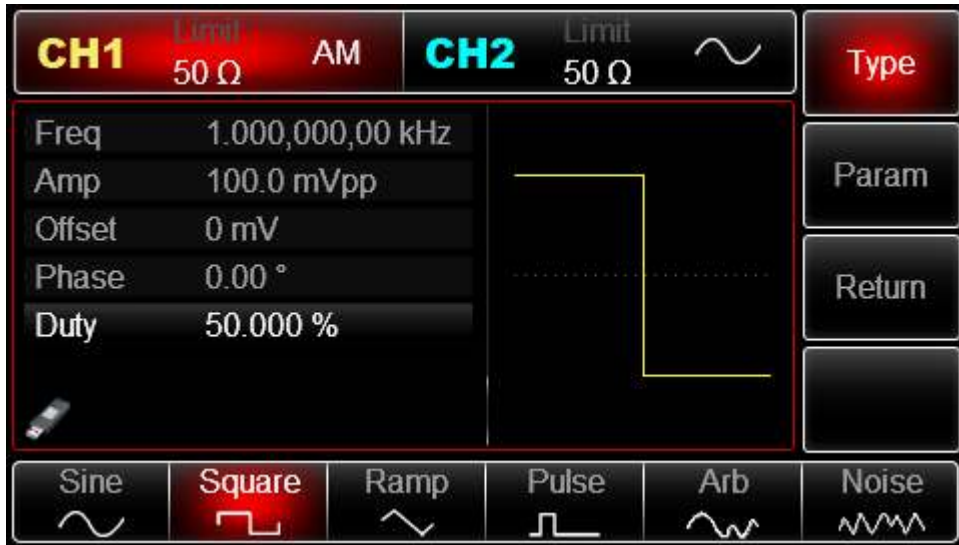 CH1 Limit 50 Ω AM
CH2 Limit 50 Ω
Type
Freq 1.000,000,00 kHz
Amp 100.0 mVpp
Offset 0 mV
Phase 0.00 °
Duty 50.000 %
Param
Return
Sine Square Ramp Pulse Arb Noise